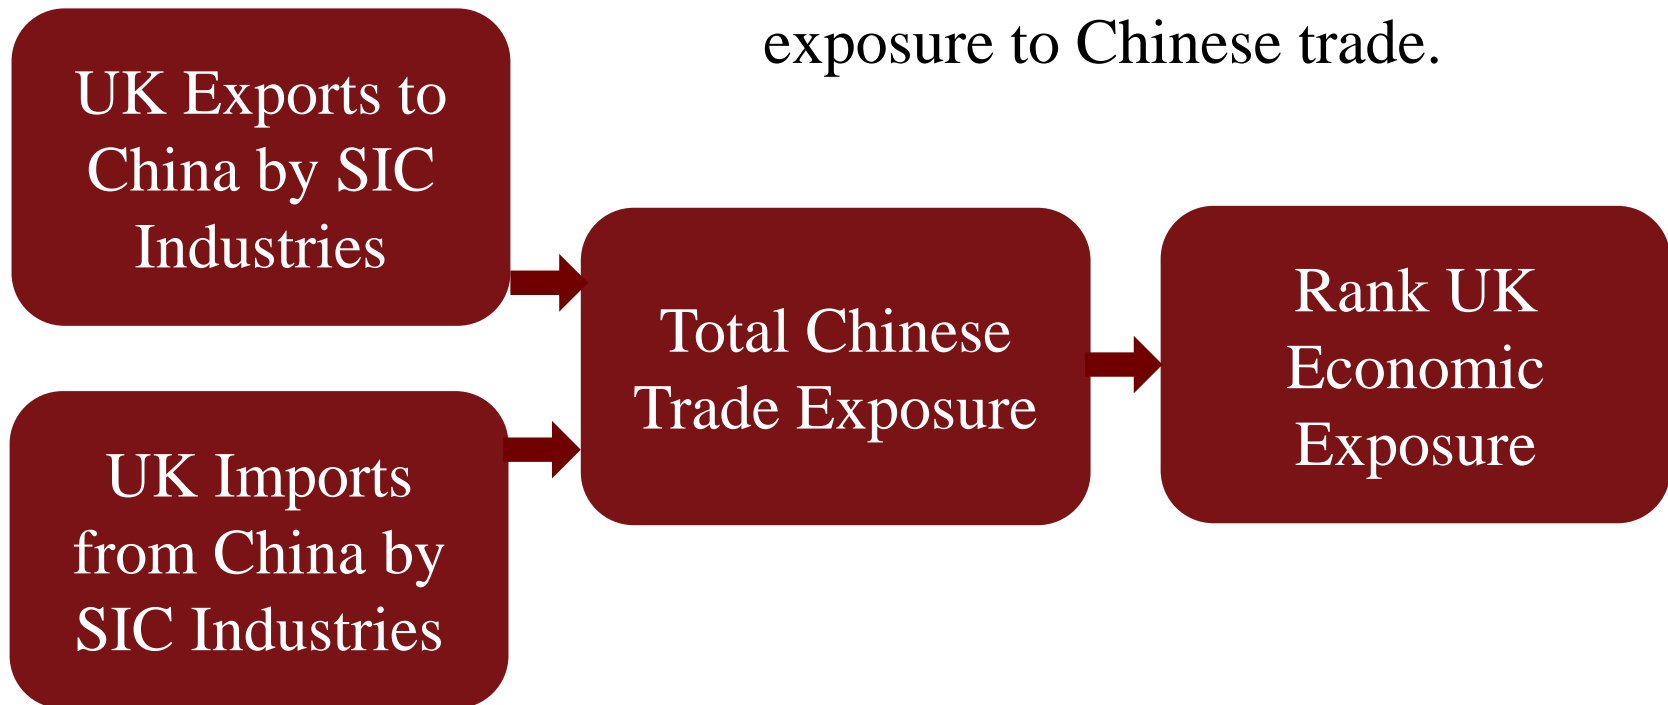 exposure to Chinese trade.
UK Exports to
China by SIC
Industries
UK Imports
from China by
SIC Industries
Total Chinese
Trade Exposure
Rank UK
Economic
Exposure